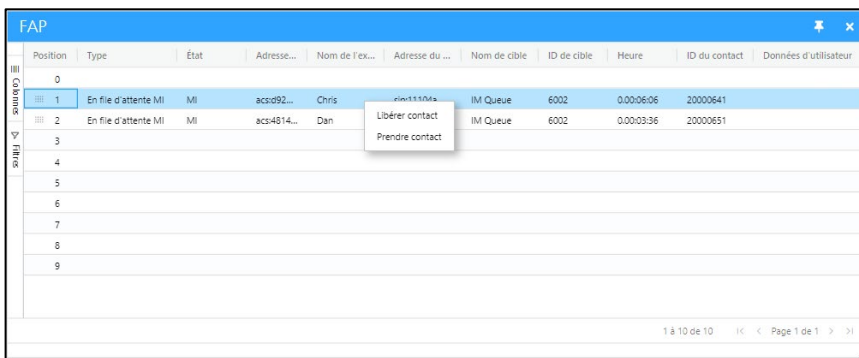 FAP
Position Type État Adresse... Nom de l'ex... Adresse du ... Nom de cible ID de cible Heure ID du contact Données d'utilisateur
Colonnes
Filtres
0
1 En file d'attente MI MI acs:d92... Chris sip:11104a... IM Queue 6002 0.00:06:06 20000641
2 En file d'attente MI MI acs:4814... Dan IM Queue 6002 0.00:03:36 20000651
Libérer contact
Prendre contact
3
4
5
6
7
8
9
1 à 10 de 10 Page 1 de 1